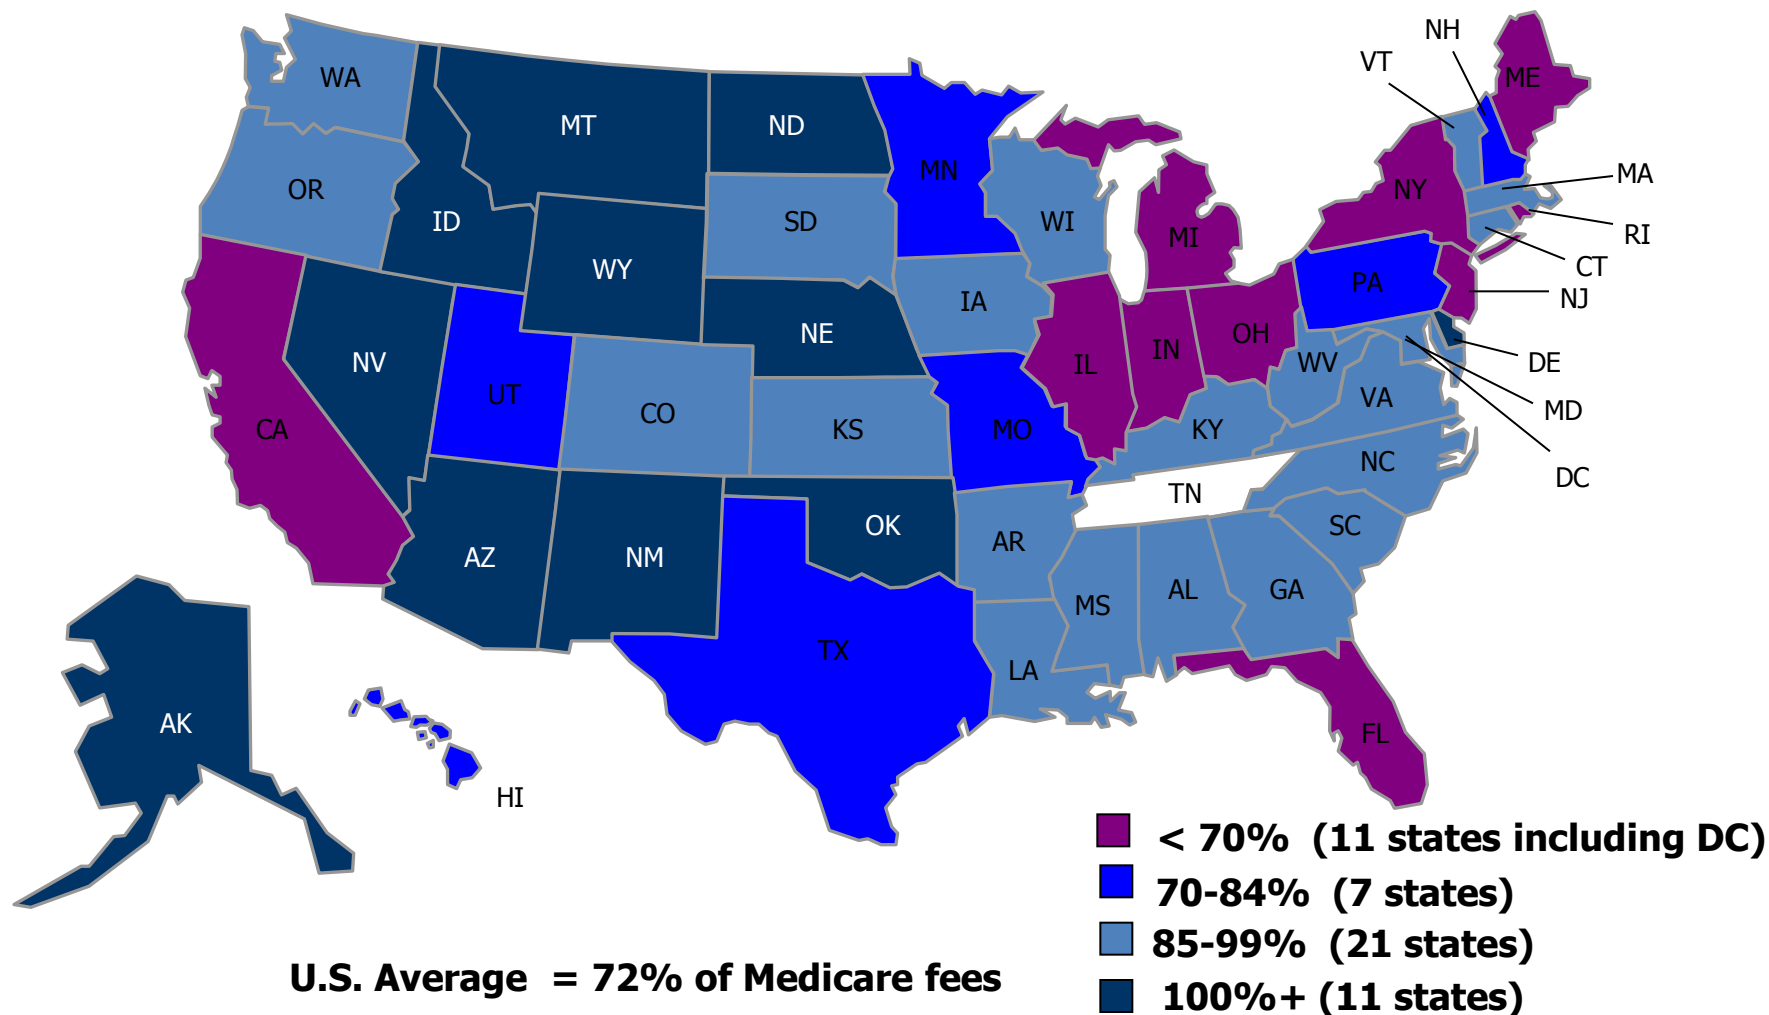 NH
VT
ME
WA
MT
ND
MN
MA
OR
ID
SD
WI
NY
MI
RI
CT
WY
IA
PA
NJ
NE
OH
NV
IL
IN
WV
DE
UT
CO
KS
MO
KY
VA
MD
CA
NC
DC
TN
OK
AR
SC
AZ
NM
MS
AL
GA
TX
LA
AK
FL
HI
< 70% (11 states including DC)
70-84% (7 states)
85-99% (21 states)
U.S. Average = 72% of Medicare fees
100%+ (11 states)